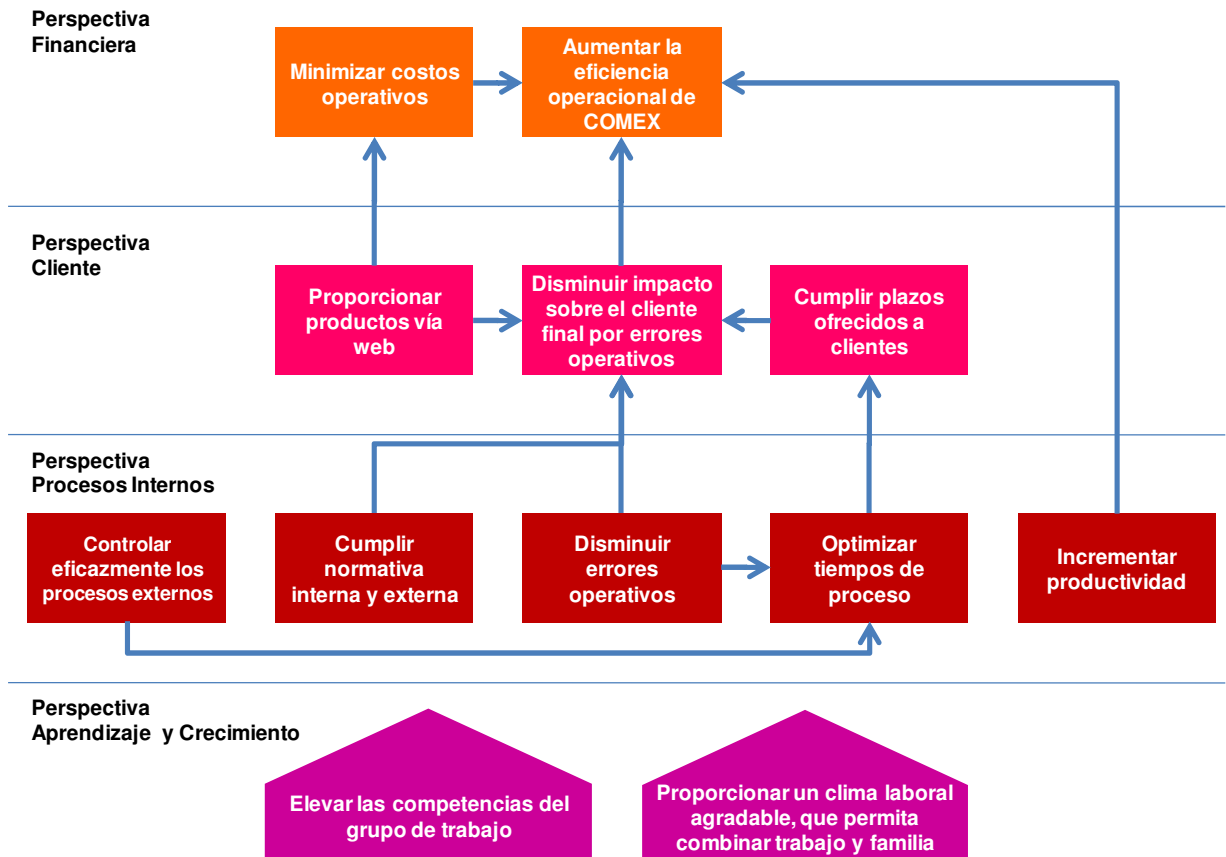 Perspectiva
Financiera
Minimizar costos
operativos
Aumentar la
eficiencia
operacional de
COMEX
Perspectiva
Cliente
Proporcionar
productos vía
web
Disminuir impacto
sobre el cliente
final por errores
operativos
Cumplir plazos
ofrecidos a
clientes
Perspectiva
Procesos Internos
Controlar
eficazmente los
procesos externos
Cumplir
normativa
interna y externa
Disminuir
errores
operativos
Optimizar
tiempos de
proceso
Incrementar
productividad
Perspectiva
Aprendizaje y Crecimiento
Elevar las competencias del
grupo de trabajo
Proporcionar un clima laboral
agradable, que permita
combinar trabajo y familia